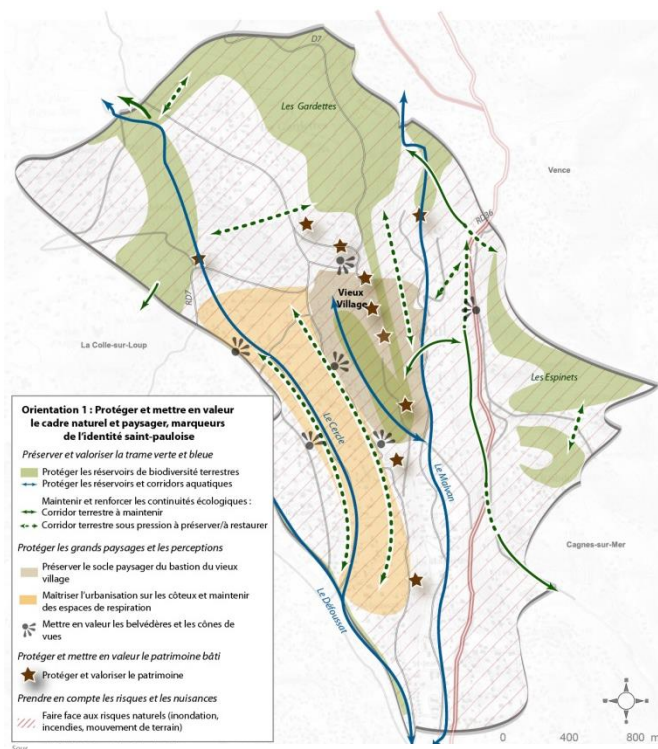 D7
Les Gardettes
Vence
RD36
Vieux
Village
RD7
La Colle-sur-Loup
Les Espinets
Le Cercle
Le Malvan
Cagnes-sur-Mer
Le Défoussat
Orientation 1 : Protéger et mettre en valeur
le cadre naturel et paysager, marqueurs
de l'identité saint-pauloise
Préserver et valoriser la trame verte et bleue
Protéger les réservoirs de biodiversité terrestres
Protéger les réservoirs et corridors aquatiques
Maintenir et renforcer les continuités écologiques :
Corridor terrestre à maintenir
Corridor terrestre sous pression à préserver/à restaurer
Protéger les grands paysages et les perceptions
Préserver le socle paysager du bastion du vieux
village
Maîtriser l'urbanisation sur les côteux et maintenir
des espaces de respiration
Mettre en valeur les belvédères et les cônes de
vues
Protéger et mettre en valeur le patrimoine bâti
Protéger et valoriser le patrimoine
Prendre en compte les risques et les nuisances
Faire face aux risques naturels (inondation,
incendies, mouvement de terrain)
0 400 800 m